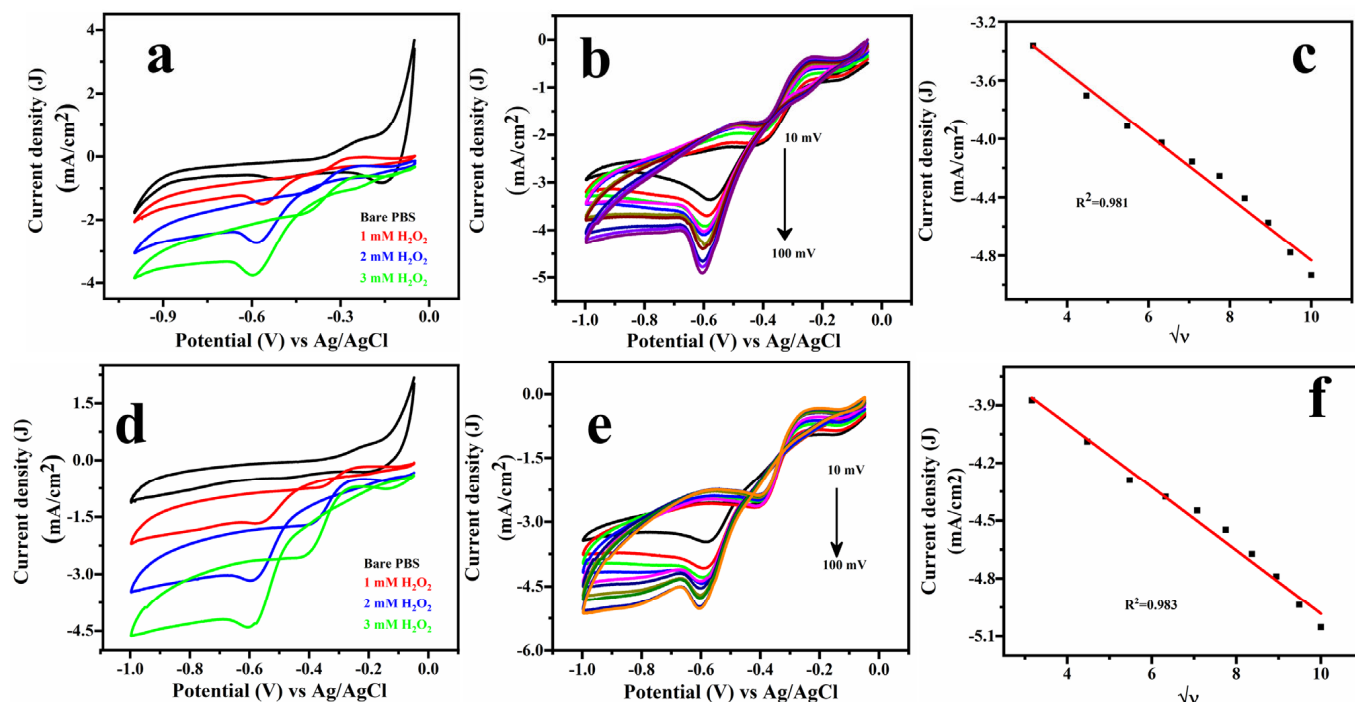 a
Current density (J)
(mA/cm2)
4
2
0
-2
-4
-0.9
-0.6
-0.3
0.0
Potential (V) vs Ag/AgCl
Bare PBS
1 mM H₂O₂
2 mM H₂O₂
3 mM H₂O₂
b
Current density (J)
(mA/cm²)
0
-1
-2
-3
-4
-5
-1.0
-0.8
-0.6
-0.4
-0.2
0.0
Potential (V) vs Ag/AgCl
10 mV
100 mV
c
Current density (J)
(mA/cm²)
-3.2
-3.6
-4.0
-4.4
-4.8
4
6
8
10
√ν
R²=0.981
d
Current density (J)
(mA/cm²)
1.5
0.0
-1.5
-3.0
-4.5
-1.0
-0.8
-0.6
-0.4
-0.2
0.0
Potential (V) vs Ag/AgCl
Bare PBS
1 mM H₂O₂
2 mM H₂O₂
3 mM H₂O₂
e
Current density (J)
(mA/cm²)
0.0
-1.5
-3.0
-4.5
-6.0
-1.0
-0.8
-0.6
-0.4
-0.2
0.0
Potential (V) vs Ag/AgCl
10 mV
100 mV
f
Current density (J)
(mA/cm2)
-3.9
-4.2
-4.5
-4.8
-5.1
4
6
8
10
√ν
R²=0.983